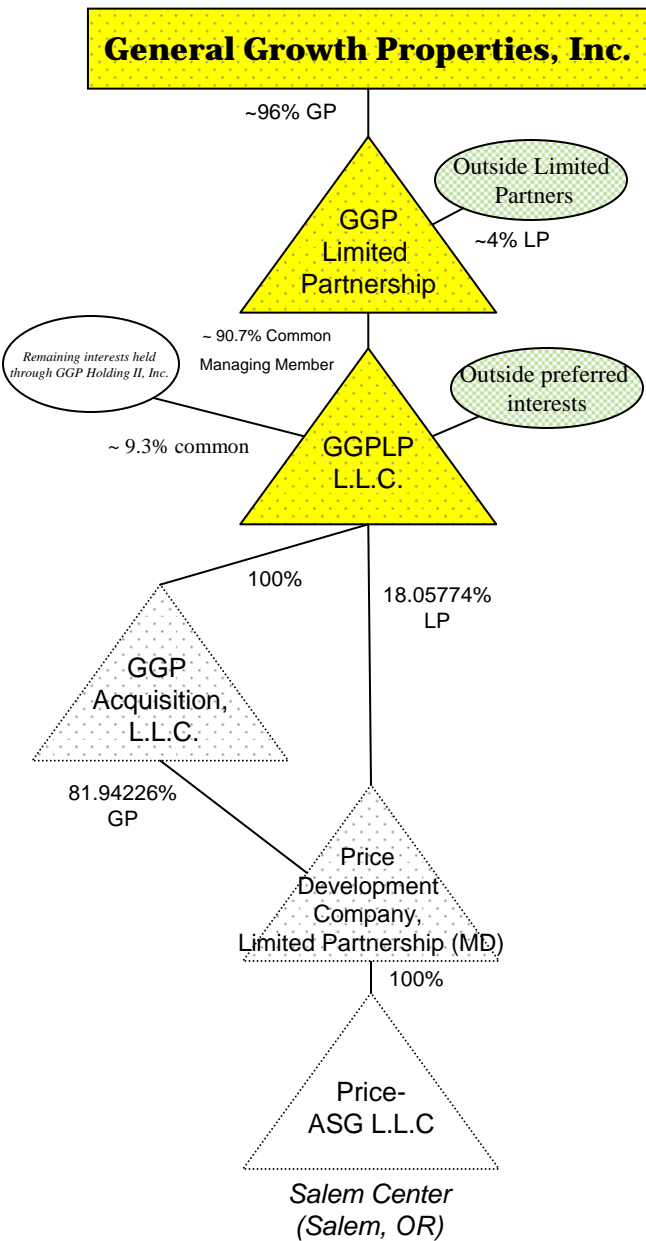 General Growth Properties, Inc.
~96% GP
Outside Limited
Partners
GGP
Limited
Partnership
~4% LP
~ 90.7% Common
Managing Member
Remaining interests held
through GGP Holding II, Inc.
Outside preferred
interests
~ 9.3% common
GGPLP
L.L.C.
100%
18.05774%
LP
GGP
Acquisition,
L.L.C.
81.94226%
GP
Price
Development
Company,
Limited Partnership (MD)
100%
Price-
ASG L.L.C
Salem Center
(Salem, OR)